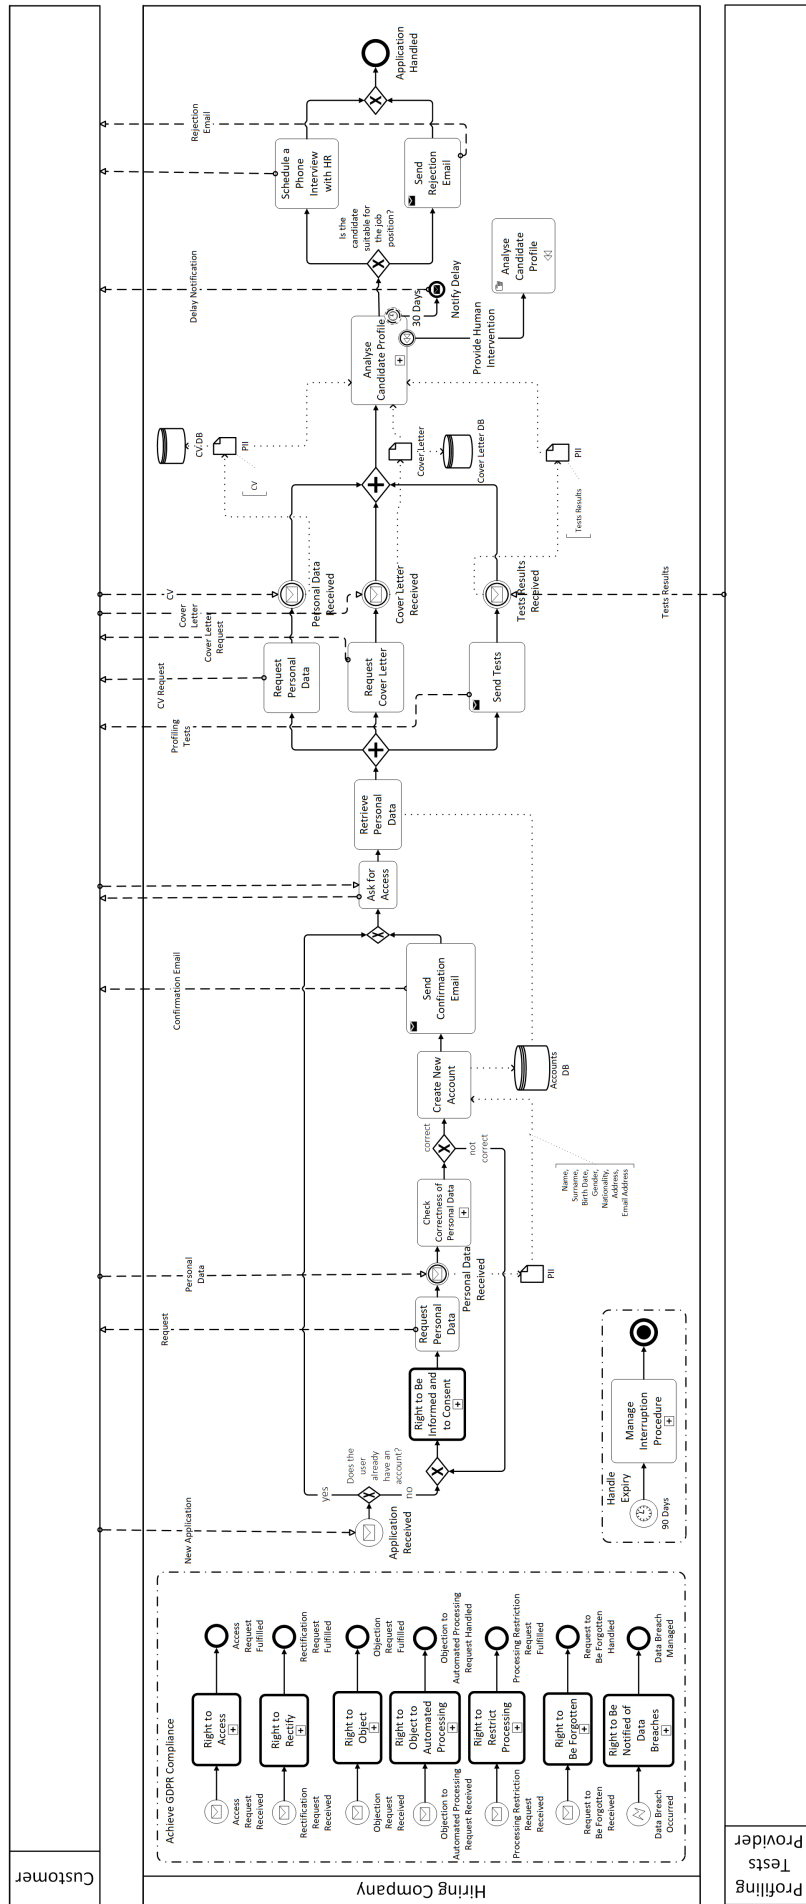 Customer
Hiring Company
Profiling
Tests
Provider
Achieve GDPR Compliance
Access
Request
Received
Right to
Access
Access
Request
Fulfilled
Rectification
Request
Received
Right to
Rectify
Rectification
Request
Fulfilled
Objection
Request
Received
Right to
Object
Objection
Request
Fulfilled
Objection to
Automated Processing
Request Received
Right to
Object to
Automated
Processing
Objection to
Automated Processing
Request Handled
Processing Restriction
Request
Received
Right to
Restrict
Processing
Processing Restriction
Request
Fulfilled
Request to
Be Forgotten
Received
Right to
Be Forgotten
Request to
Be Forgotten
Handled
Data Breach
Occurred
Right to Be
Notified of
Data
Breaches
Data Breach
Managed
New Application
Application
Received
Does the
user
already
have an
account?
yes
no
Right to Be
Informed and
to Consent
Request
Request
Personal
Data
Personal
Data
Personal Data
Received
PII
Check
Correctness of
Personal Data
correct
not
correct
Name,
Surname,
Birth Date,
Gender,
Nationality,
Address,
Email Address
Create New
Account
Accounts
DB
Confirmation Email
Send
Confirmation
Email
Handle
Expiry
90 Days
Manage
Interruption
Procedure
Ask for
Access
Retrieve
Personal
Data
Profiling
Tests
CV Request
Cover Letter
Request
Cover
Letter
CV
Request
Personal
Data
Personal Data
Received
Request
Cover Letter
Cover Letter
Received
Send Tests
Tests Results
Received
Tests Results
CV DB
PII
CV
Cover Letter
Cover Letter DB
PII
Tests Results
Analyse
Candidate Profile
30 Days
Notify Delay
Delay Notification
Provide Human
Intervention
Analyse
Candidate
Profile
Is the
candidate
suitable for
the job
position?
Schedule a
Phone
Interview
with HR
Send
Rejection
Email
Rejection
Email
Application
Handled